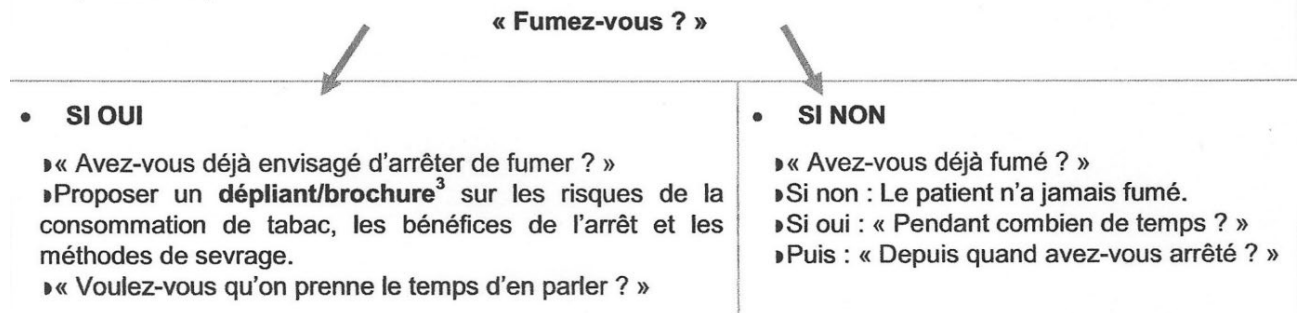 « Fumez-vous ? »
• SI OUI
◗« Avez-vous déjà envisagé d'arrêter de fumer ? »
◗Proposer un dépliant/brochure³ sur les risques de la
consommation de tabac, les bénéfices de l'arrêt et les
méthodes de sevrage.
◗« Voulez-vous qu'on prenne le temps d'en parler ? »
• SI NON
◗« Avez-vous déjà fumé ? »
◗Si non : Le patient n'a jamais fumé.
◗Si oui : « Pendant combien de temps ? »
◗Puis : « Depuis quand avez-vous arrêté ? »